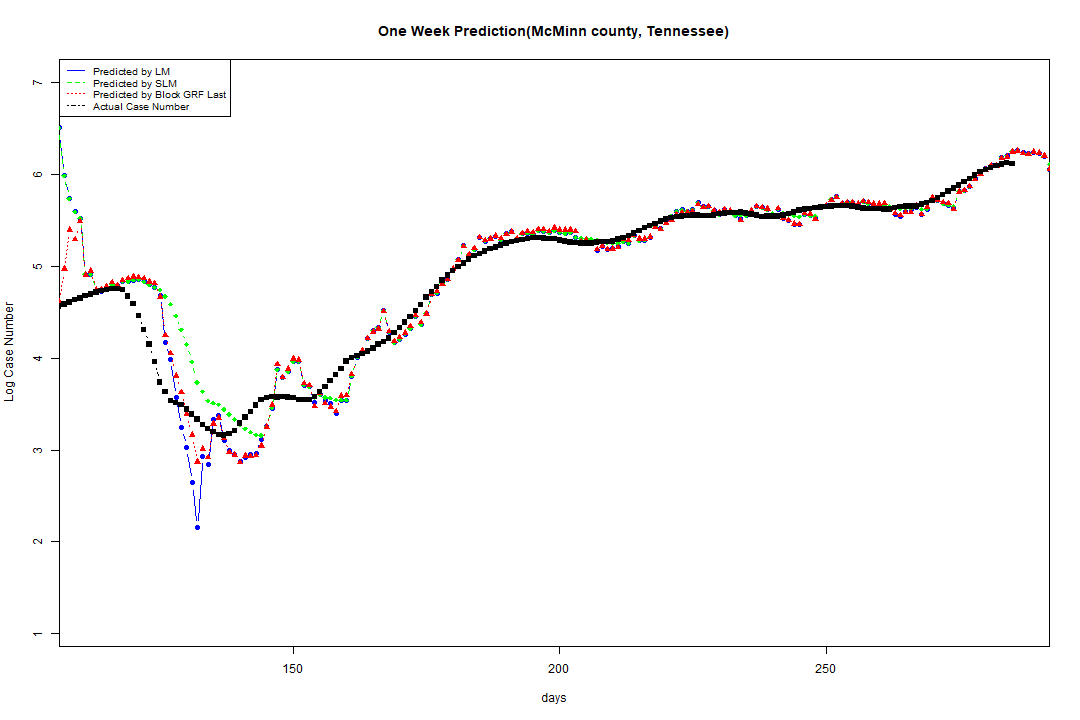 One Week Prediction(McMinn county, Tennessee)
Predicted by LM
Predicted by SLM
Predicted by Block GRF Last
Actual Case Number
7
6
5
4
3
2
1
Log Case Number
150
200
250
days